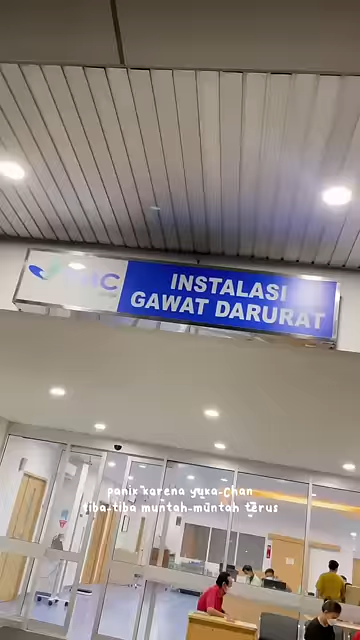 INSTALASI
GAWAT DARURAT
panik karena yuka-chan
tiba-tiba muntah-muntah terus